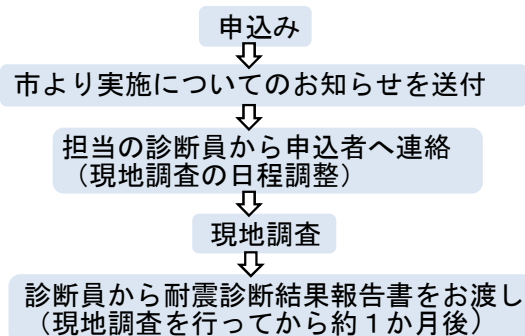 申込み
市より実施についてのお知らせを送付
担当の診断員から申込者へ連絡
（現地調査の日程調整）
現地調査
診断員から耐震診断結果報告書をお渡し
（現地調査を行ってから約１か月後）